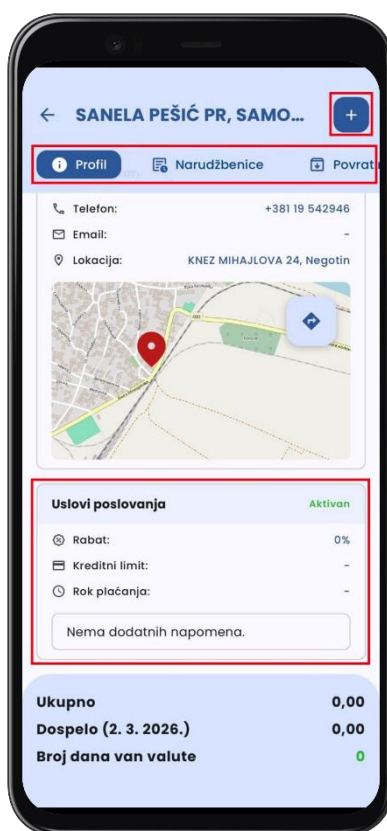 SANELA PEŠIĆ PR, SAMO...
Profil Narudžbenice Povrat
Telefon: +381 19 542946
Email: -
Lokacija: KNEZ MIHAJLOVA 24, Negotin
Uslovi poslovanja Aktivan
Rabat: 0%
Kreditni limit: -
Rok plaćanja: -
Nema dodatnih napomena.
Ukupno 0,00
Dospelo (2. 3. 2026.) 0,00
Broj dana van valute 0